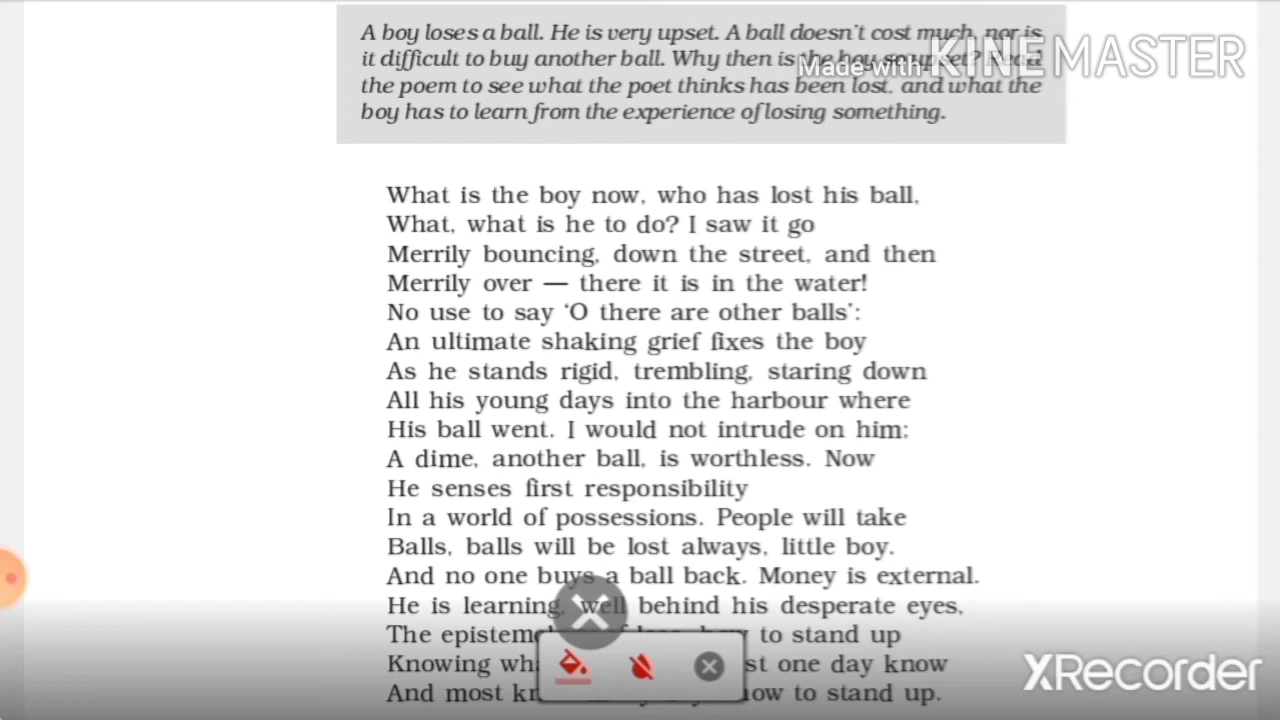 A boy loses a ball. He is very upset. A ball doesn't cost much, nor is
it difficult to buy another ball. Why then is the boy so upset? Read
Made with KINEMASTER
the poem to see what the poet thinks has been lost, and what the
boy has to learn from the experience of losing something.
What is the boy now, who has lost his ball,
What, what is he to do? I saw it go
Merrily bouncing, down the street, and then
Merrily over — there it is in the water!
No use to say ‘O there are other balls’:
An ultimate shaking grief fixes the boy
As he stands rigid, trembling, staring down
All his young days into the harbour where
His ball went. I would not intrude on him;
A dime, another ball, is worthless. Now
He senses first responsibility
In a world of possessions. People will take
Balls, balls will be lost always, little boy.
And no one buys a ball back. Money is external.
He is learning, well behind his desperate eyes,
The to stand up
Knowing one day know
And most how to stand up.
XRecorder